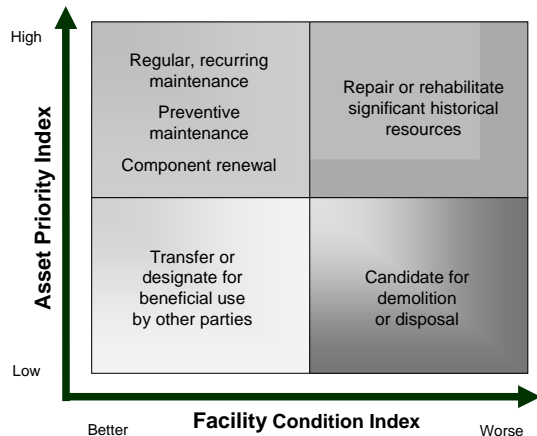 High
Asset Priority Index
Low
Regular, recurring
maintenance
Preventive
maintenance
Component renewal
Repair or rehabilitate
significant historical
resources
Transfer or
designate for
beneficial use
by other parties
Candidate for
demolition
or disposal
Better
Facility Condition Index
Worse